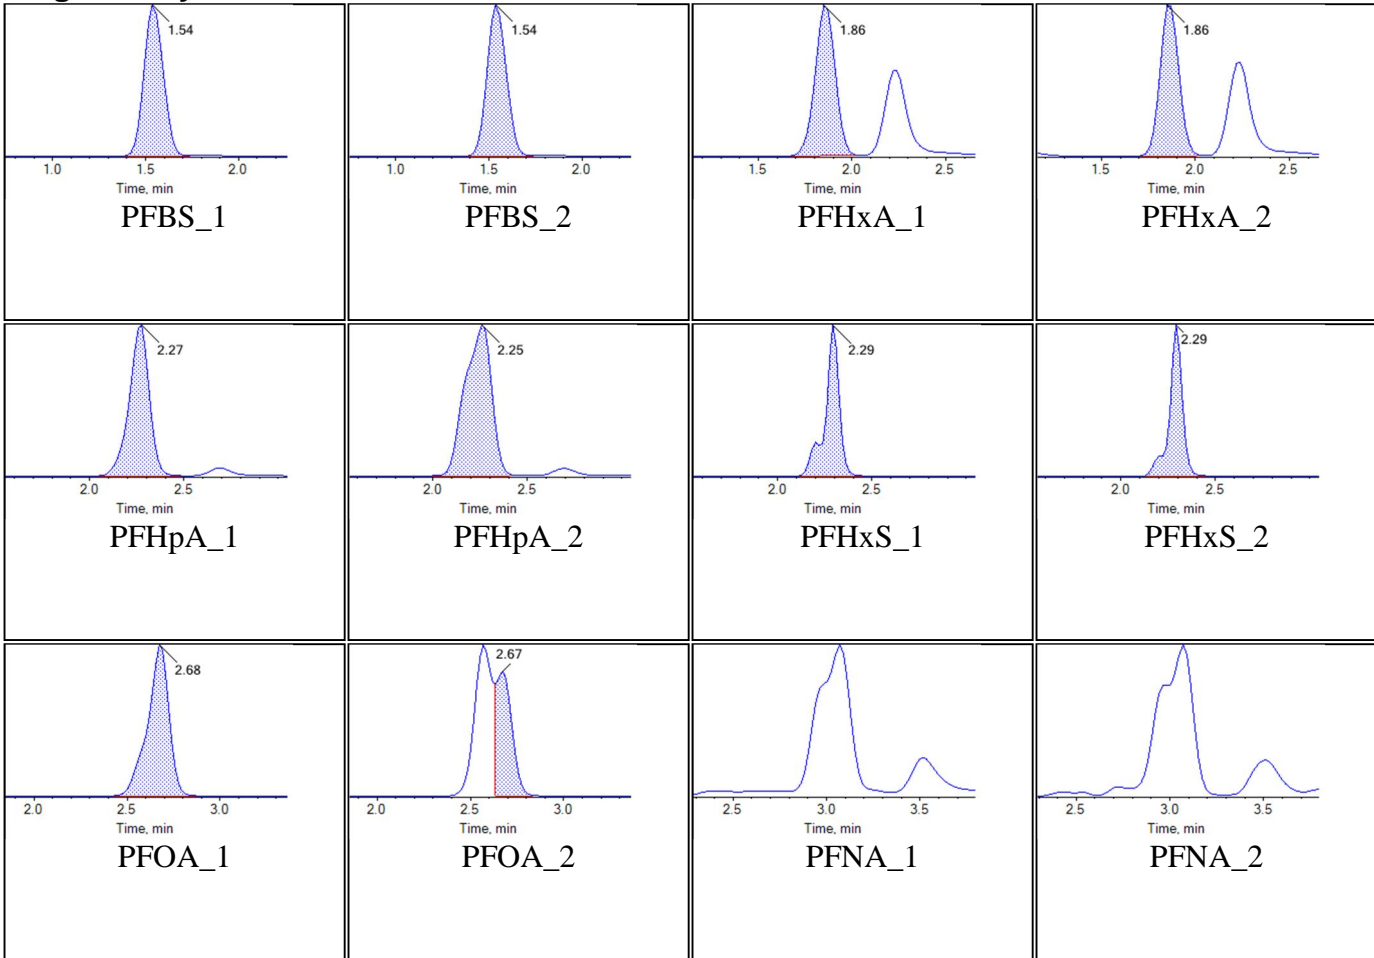 1.54
1.54
1.86
1.86
1.0 1.5 2.0
1.0 1.5 2.0
1.5 2.0 2.5
1.5 2.0 2.5
Time, min
Time, min
Time, min
Time, min
PFBS_1
PFBS_2
PFHxA_1
PFHxA_2
2.27
2.25
2.29
2.29
2.0 2.5
2.0 2.5
2.0 2.5
2.0 2.5
Time, min
Time, min
Time, min
Time, min
PFHpA_1
PFHpA_2
PFHxS_1
PFHxS_2
2.68
2.67
2.0 2.5 3.0
2.0 2.5 3.0
2.5 3.0 3.5
2.5 3.0 3.5
Time, min
Time, min
Time, min
Time, min
PFOA_1
PFOA_2
PFNA_1
PFNA_2